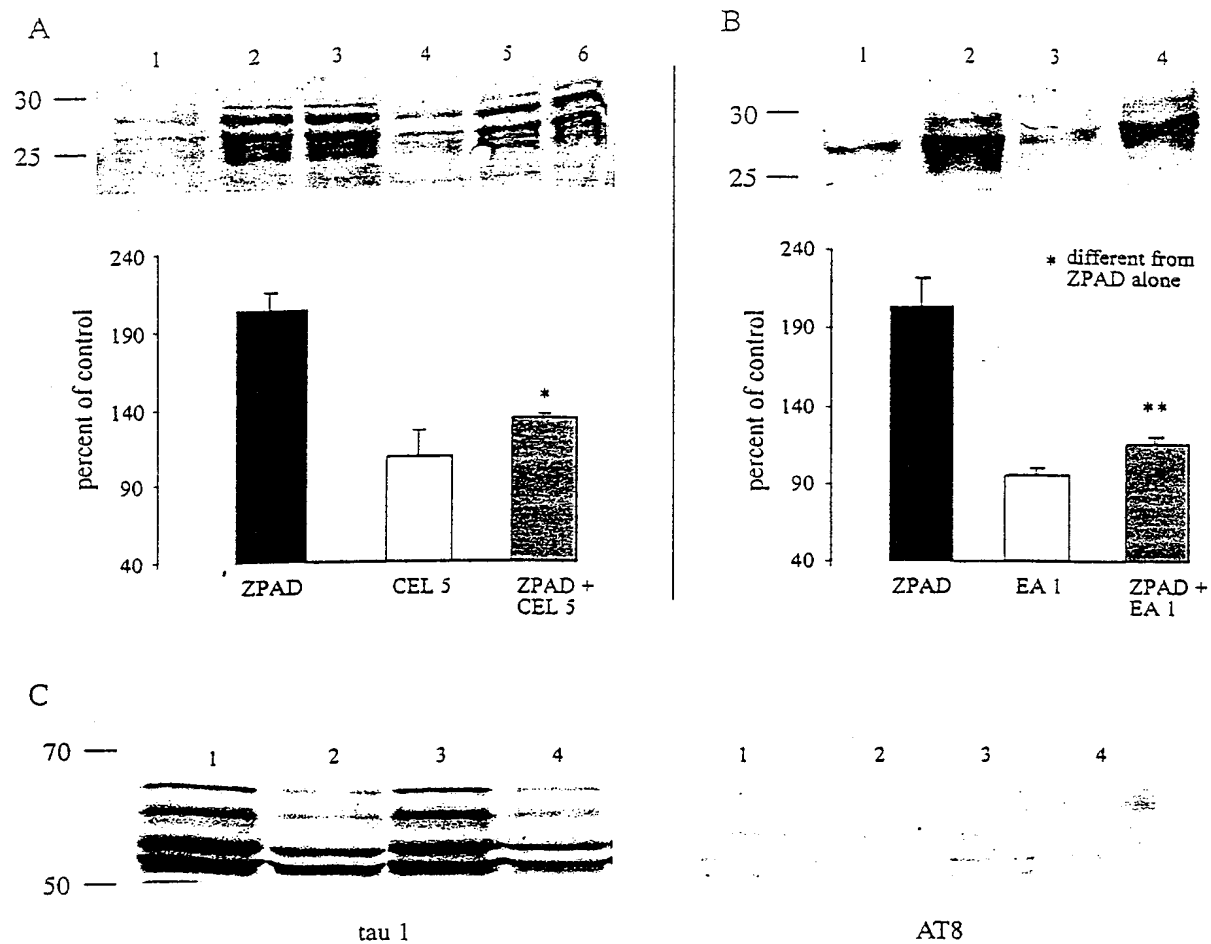 A
1 2 3 4 5 6
30
25
240
190
140
90
40
percent of control
*
ZPAD
CEL 5
ZPAD +
CEL 5
B
1 2 3 4
30
25
240
190
140
90
40
percent of control
* different from
ZPAD alone
**
ZPAD
EA 1
ZPAD +
EA 1
C
70
50
1 2 3 4
tau 1
1 2 3 4
AT8